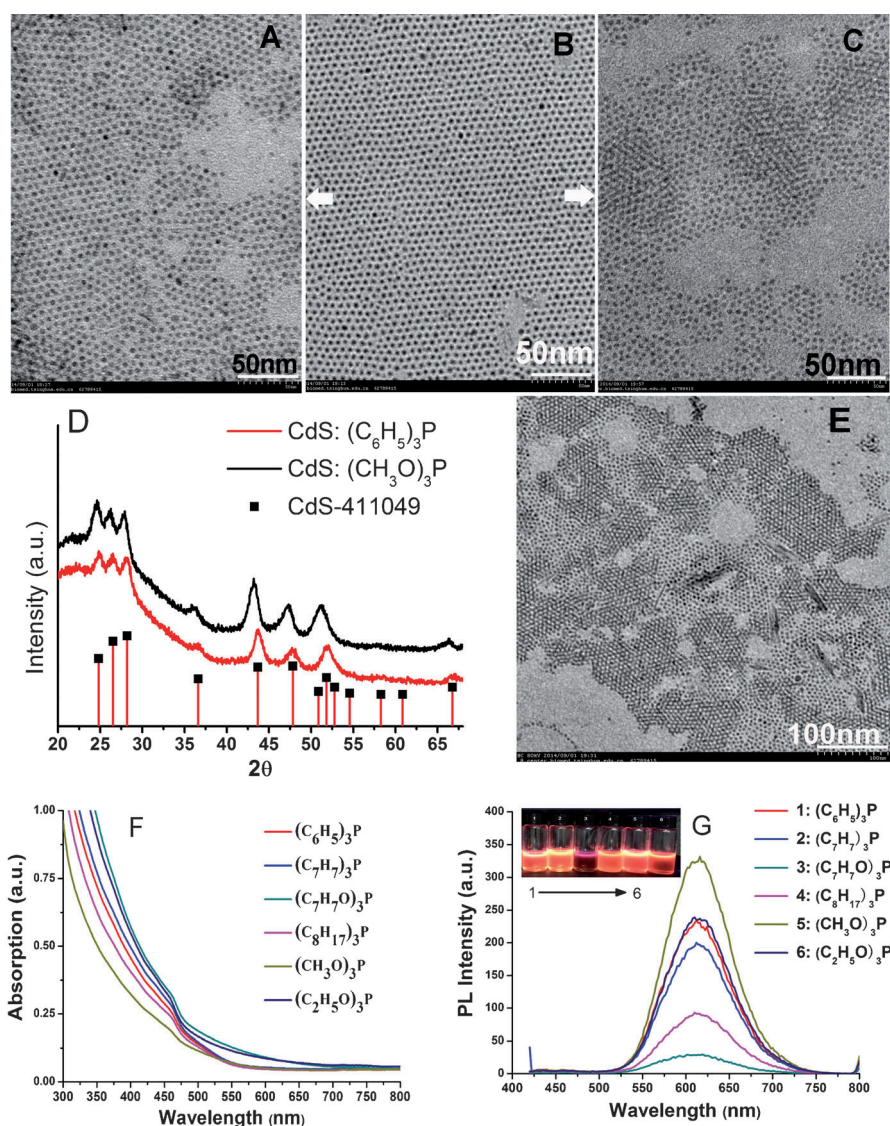 A
B
C
50nm
50nm
50nm
D
CdS: (C₆H₅)₃P
CdS: (CH₃O)₃P
CdS-411049
Intensity (a.u.)
20 25 30 35 40 45 50 55 60 65
2θ
E
100nm
F
(C₆H₅)₃P
(C₇H₇)₃P
(C₇H₇O)₃P
(C₈H₁₇)₃P
(CH₃O)₃P
(C₂H₅O)₃P
Absorption (a.u.)
1.00
0.75
0.50
0.25
0.00
300 350 400 450 500 550 600 650 700 750 800
Wavelength (nm)
G
1 6
1: (C₆H₅)₃P
2: (C₇H₇)₃P
3: (C₇H₇O)₃P
4: (C₈H₁₇)₃P
5: (CH₃O)₃P
6: (C₂H₅O)₃P
PL Intensity (a.u.)
400
350
300
250
200
150
100
50
0
400 450 500 550 600 650 700 750 800
Wavelength (nm)